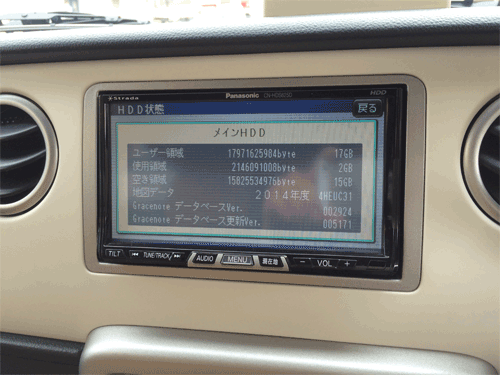 Strada Panasonic CN-HDS625D HDD
HDD状態 戻る
メインHDD
ユーザー領域 17971625984byte 17GB
使用領域 2146091008byte 2GB
空き領域 15825534976byte 15GB
地図データ 2014年度 4HEUC31
Gracenote データベースVer. 002924
Gracenote データベース更新Ver. 005171
TILT TUNE/TRACK AUDIO MENU 現在地 - VOL +